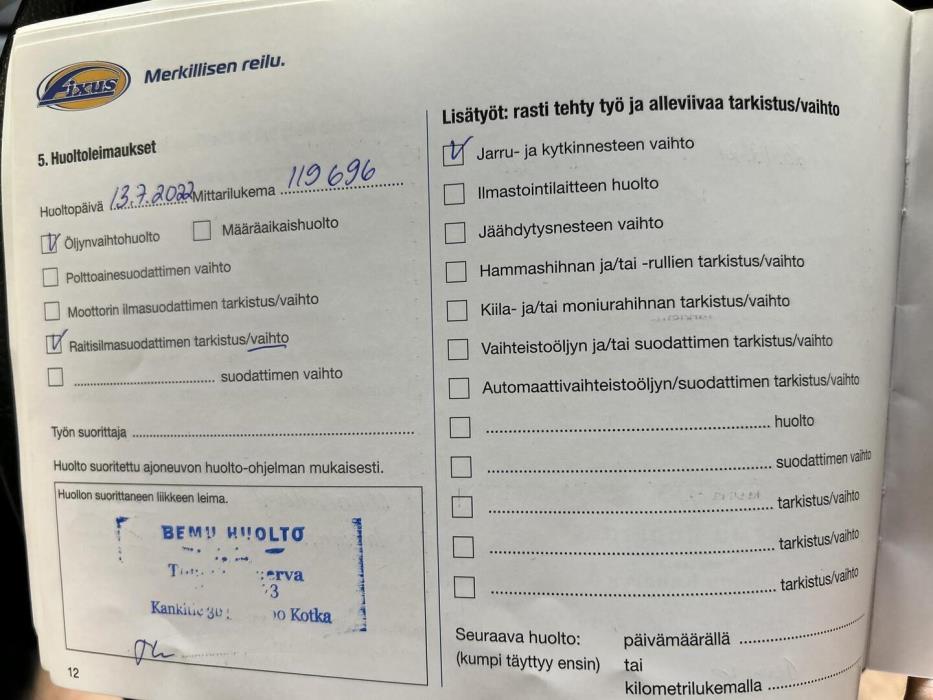 Fixus Merkillisen reilu.
5. Huoltoleimaukset
Huoltopäivä 13.7.2022 Mittarilukema 119 696
Öljynvaihtohuolto Määräaikaishuolto
Polttoainesuodattimen vaihto
Moottorin ilmasuodattimen tarkistus/vaihto
Raitisilmasuodattimen tarkistus/vaihto
suodattimen vaihto
Työn suorittaja
Huolto suoritettu ajoneuvon huolto-ohjelman mukaisesti.
Huollon suorittaneen liikkeen leima.
BEMU HUOLTO
Kotka
12
Lisätyöt: rasti tehty työ ja alleviivaa tarkistus/vaihto
Jarru- ja kytkinnesteen vaihto
Ilmastointilaitteen huolto
Jäähdytysnesteen vaihto
Hammashihnan ja/tai -rullien tarkistus/vaihto
Kiila- ja/tai moniurahihnan tarkistus/vaihto
Vaihteistoöljyn ja/tai suodattimen tarkistus/vaihto
Automaattivaihteistoöljyn/suodattimen tarkistus/vaihto
huolto
suodattimen vaihto
tarkistus/vaihto
tarkistus/vaihto
tarkistus/vaihto
Seuraava huolto: päivämäärällä
(kumpi täyttyy ensin) tai
kilometrilukemalla